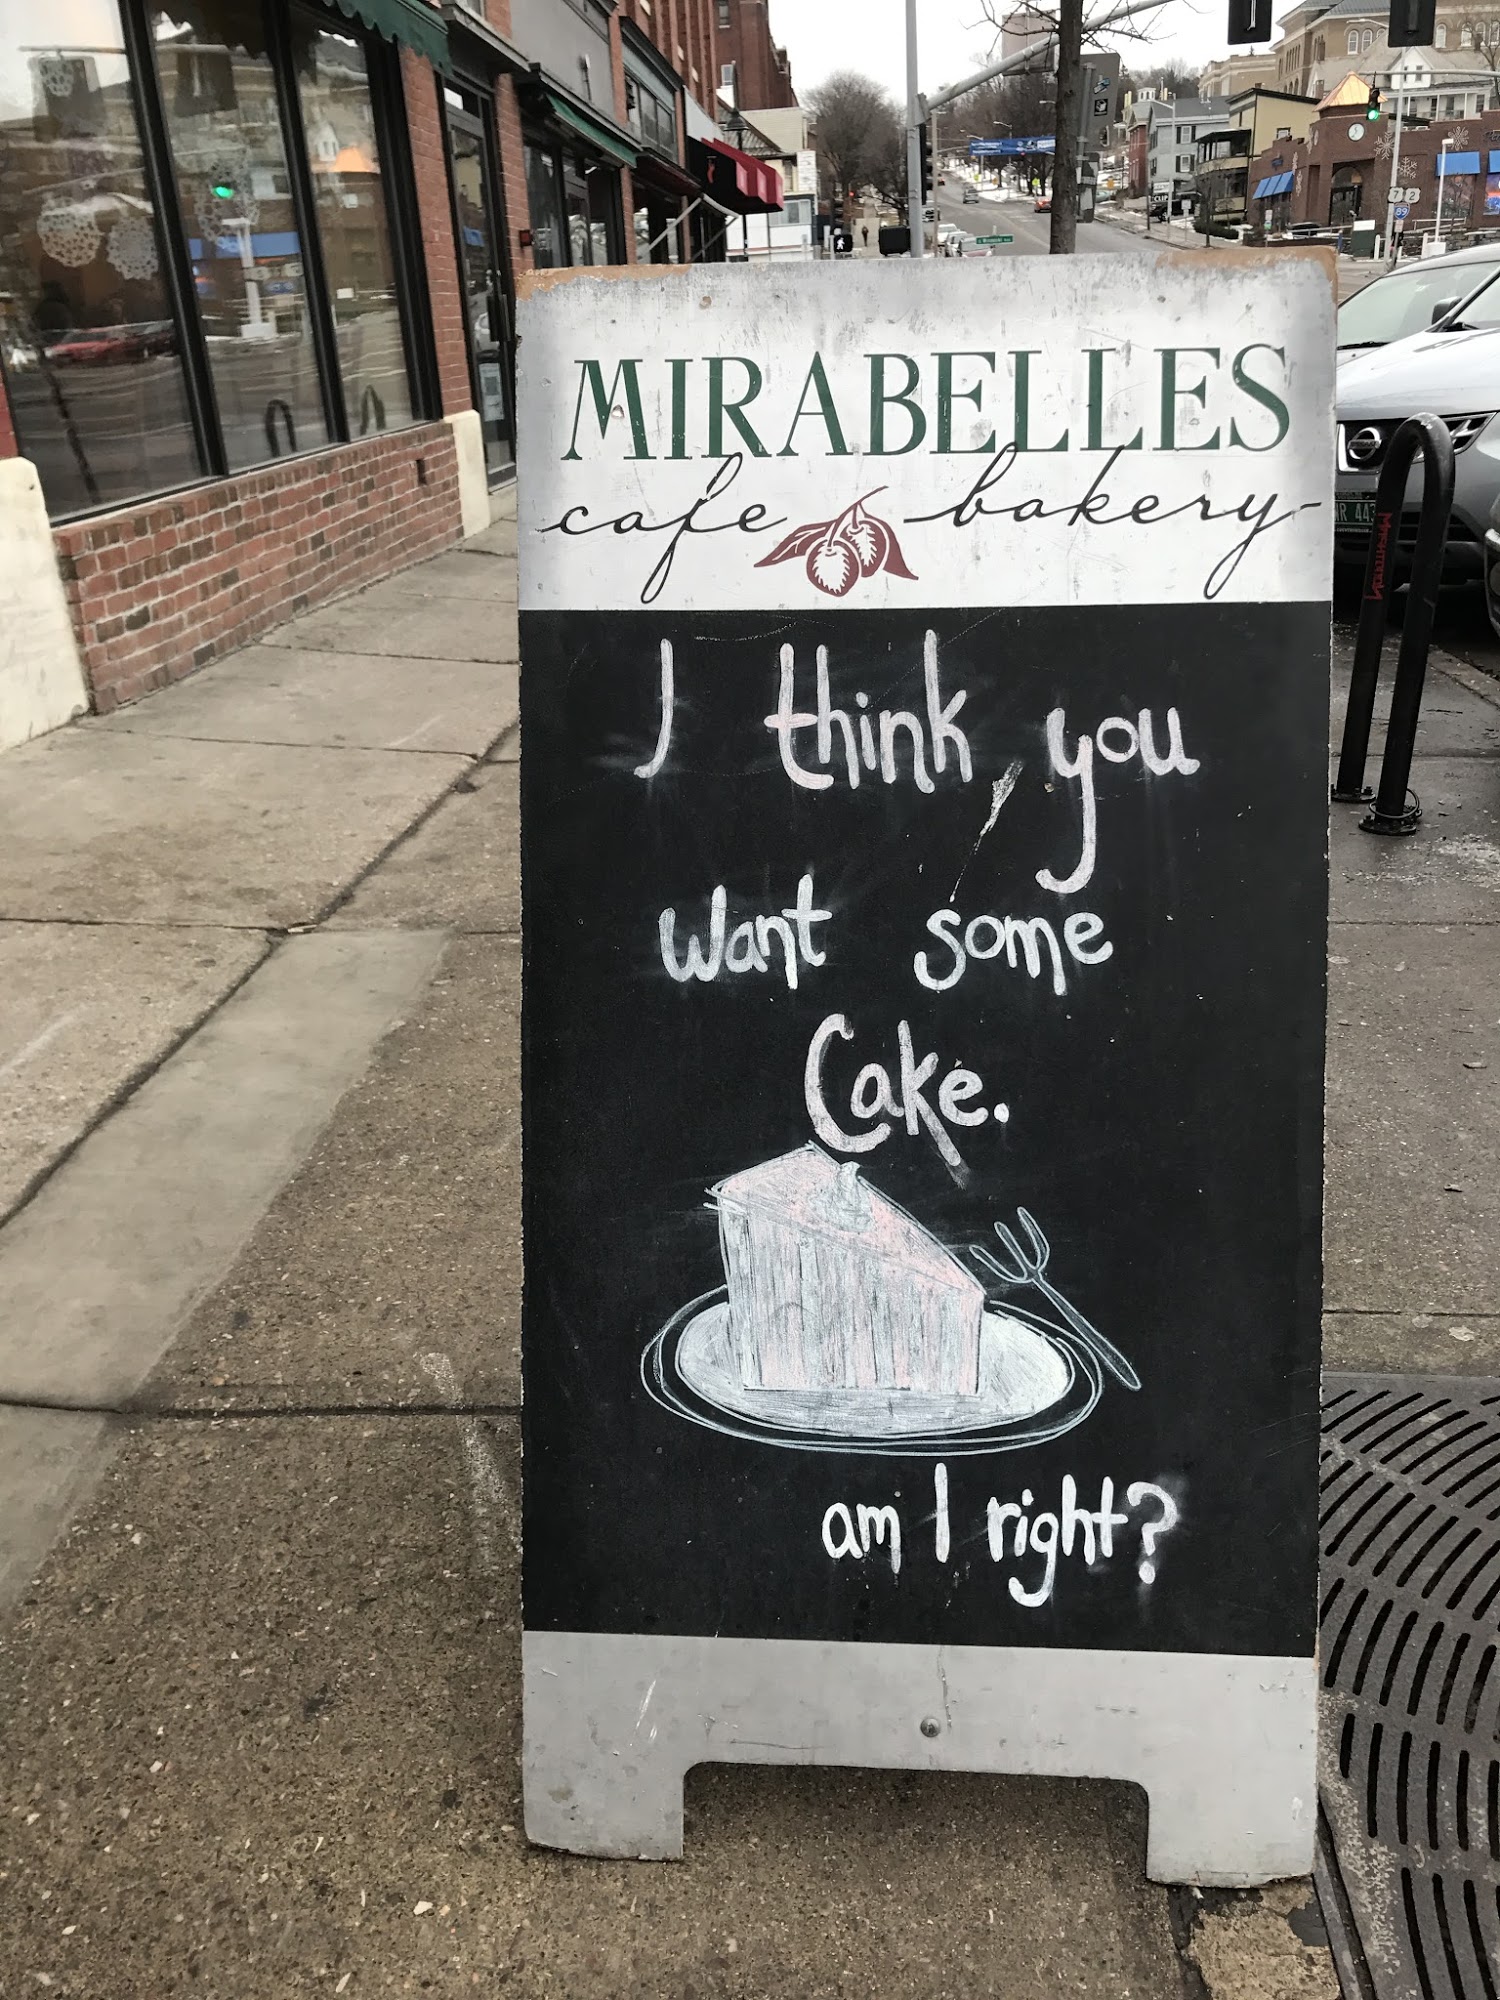 MIRABELLES
cafe bakery
I think, you
want some
Cake.
am I right?